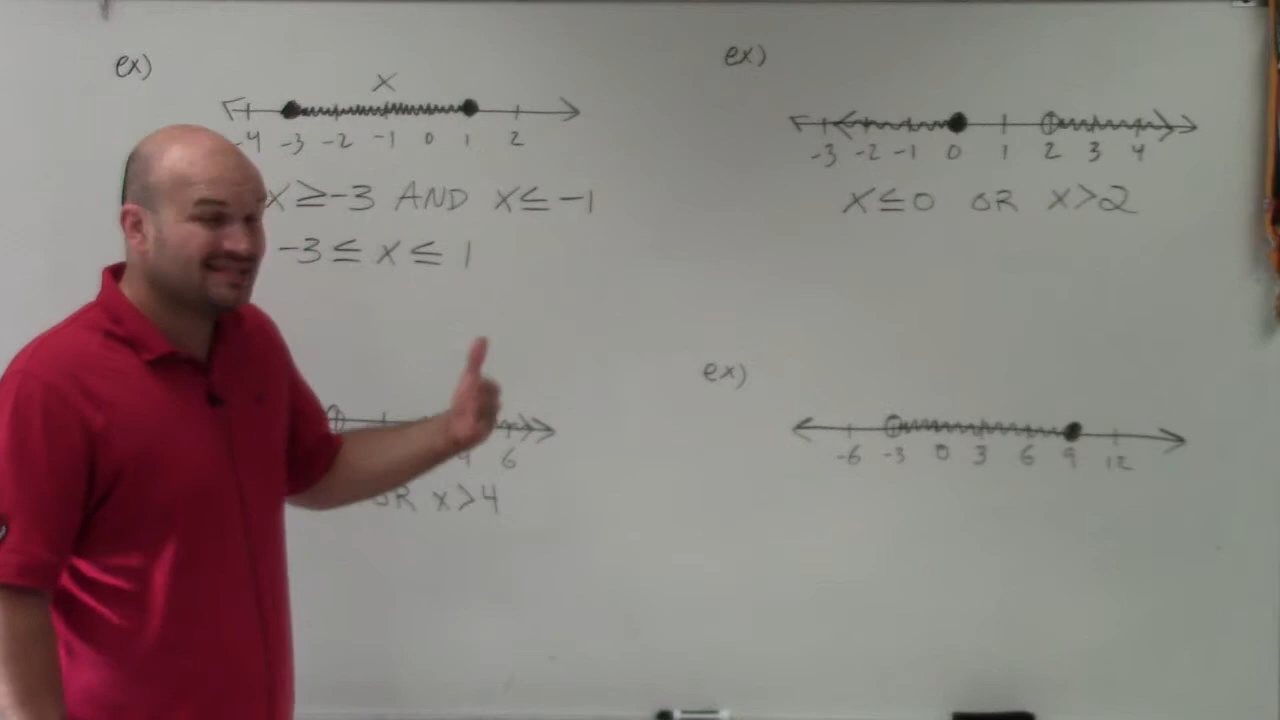 ex)
X
-4 -3 -2 -1 0 1 2
x ≥ -3 AND x ≤ -1
-3 ≤ x ≤ 1
ex)
-3 -2 -1 0 1 2 3 4
x ≤ 0 OR x > 2
4 6
OR x > 4
ex)
-6 -3 0 3 6 9 12